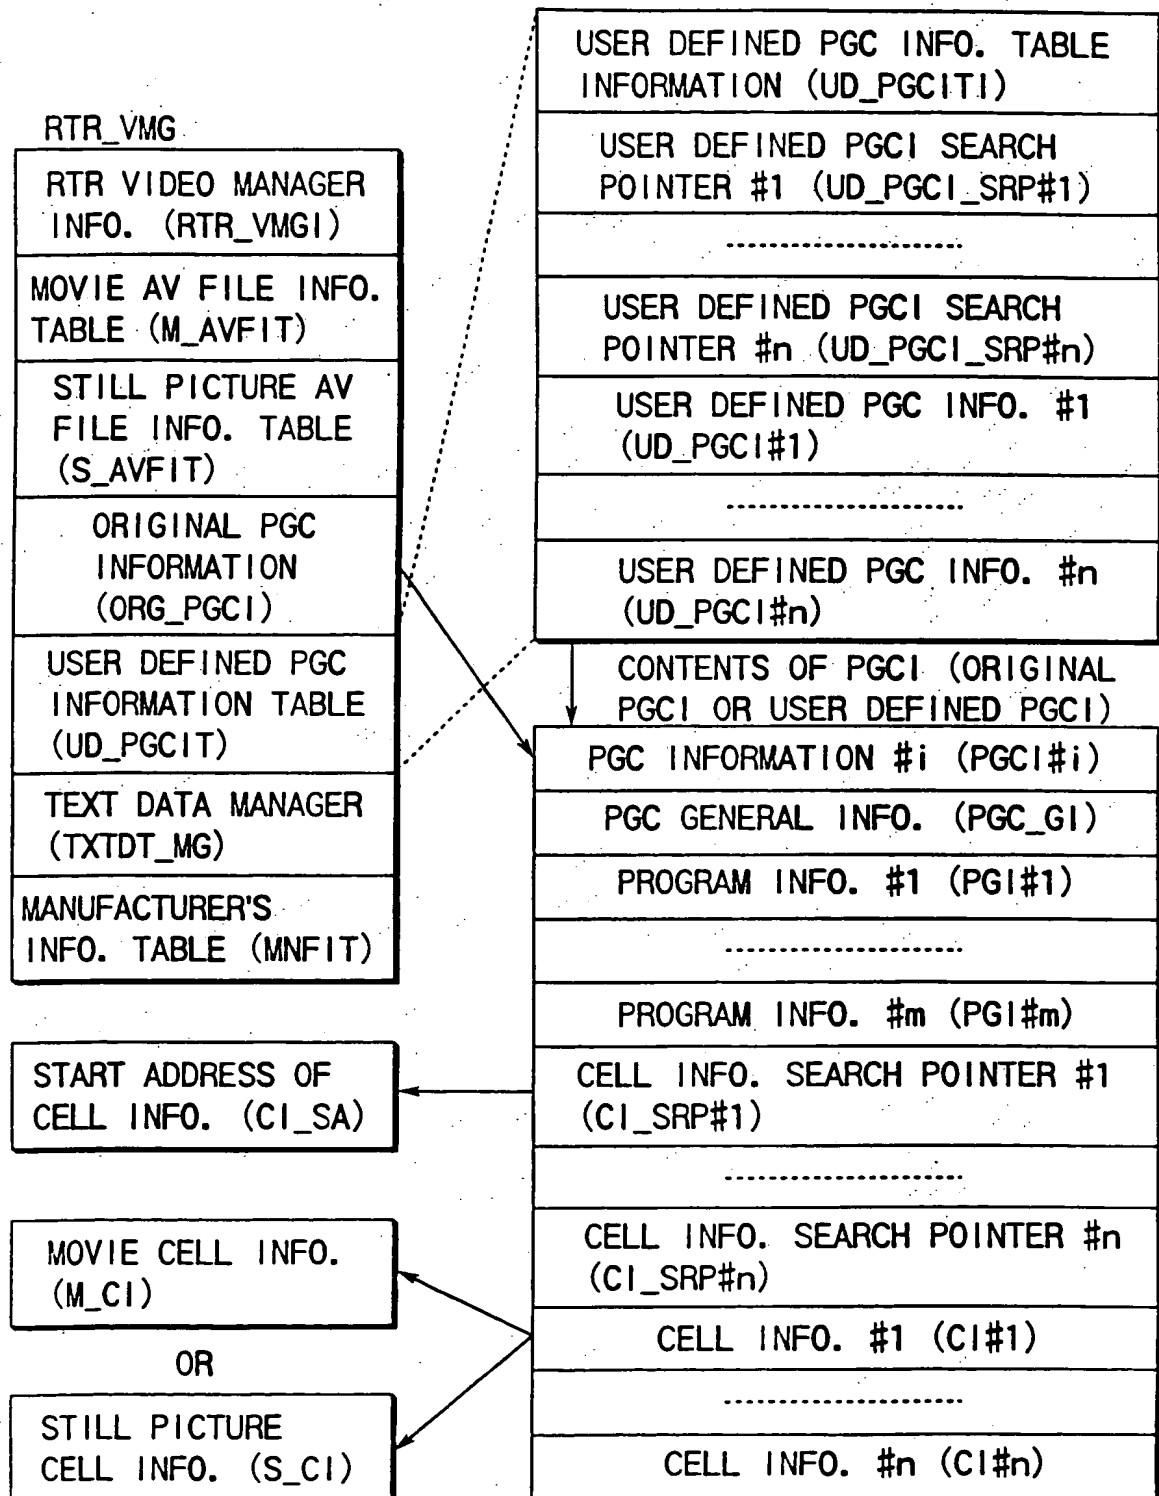 RTR_VMG
RTR VIDEO MANAGER
INFO. (RTR_VMGI)
MOVIE AV FILE INFO.
TABLE (M_AVFIT)
STILL PICTURE AV
FILE INFO. TABLE
(S_AVFIT)
ORIGINAL PGC
INFORMATION
(ORG_PGCI)
USER DEFINED PGC
INFORMATION TABLE
(UD_PGCIT)
TEXT DATA MANAGER
(TXTDT_MG)
MANUFACTURER'S
INFO. TABLE (MNFIT)
USER DEFINED PGC INFO. TABLE
INFORMATION (UD_PGCITI)
USER DEFINED PGCI SEARCH
POINTER #1 (UD_PGCI_SRP#1)
USER DEFINED PGCI SEARCH
POINTER #n (UD_PGCI_SRP#n)
USER DEFINED PGC INFO. #1
(UD_PGCI#1)
USER DEFINED PGC INFO. #n
(UD_PGCI#n)
CONTENTS OF PGCI (ORIGINAL
PGCI OR USER DEFINED PGCI)
PGC INFORMATION #i (PGCI#i)
PGC GENERAL INFO. (PGC_GI)
PROGRAM INFO. #1 (PGI#1)
PROGRAM INFO. #m (PGI#m)
CELL INFO. SEARCH POINTER #1
(CI_SRP#1)
CELL INFO. SEARCH POINTER #n
(CI_SRP#n)
CELL INFO. #1 (CI#1)
CELL INFO. #n (CI#n)
START ADDRESS OF
CELL INFO. (CI_SA)
MOVIE CELL INFO.
(M_CI)
OR
STILL PICTURE
CELL INFO. (S_CI)